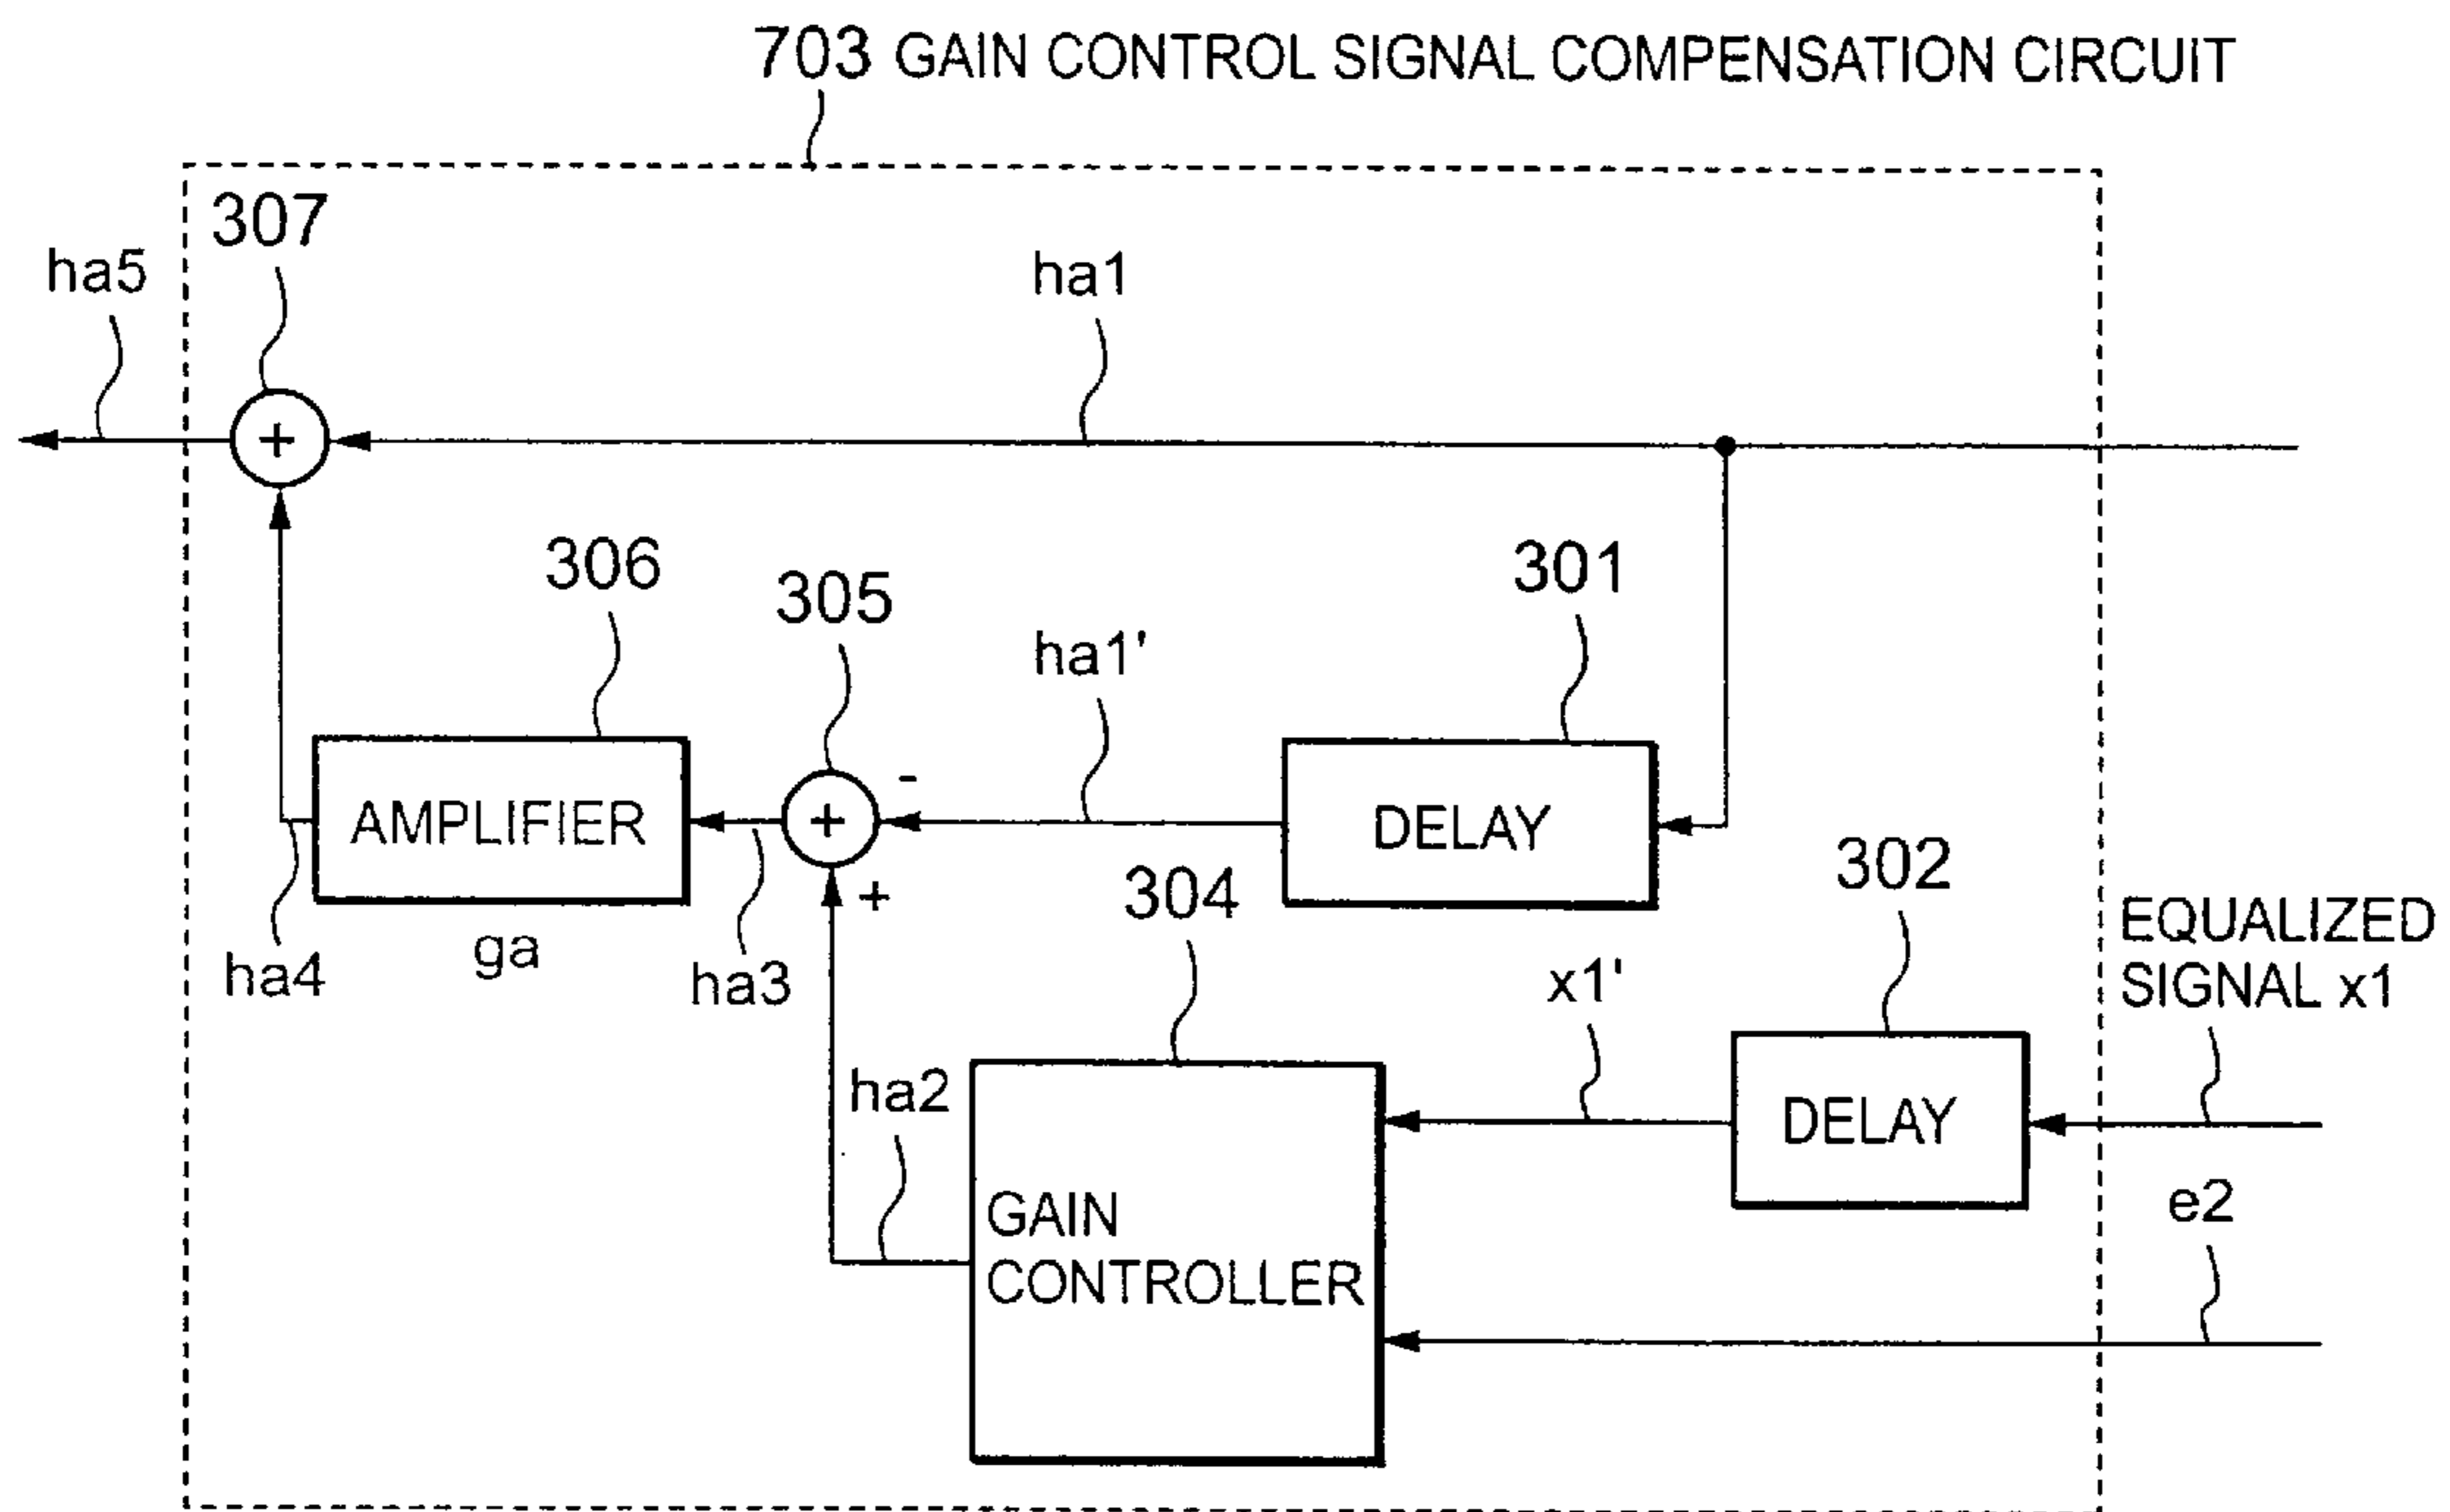 703 GAIN CONTROL SIGNAL COMPENSATION CIRCUIT
307
ha5
ha1
+
306
305
301
ha1'
-
AMPLIFIER
+
DELAY
+
304
302
EQUALIZED
SIGNAL x1
ga
ha4
ha3
x1'
ha2
DELAY
e2
GAIN
CONTROLLER